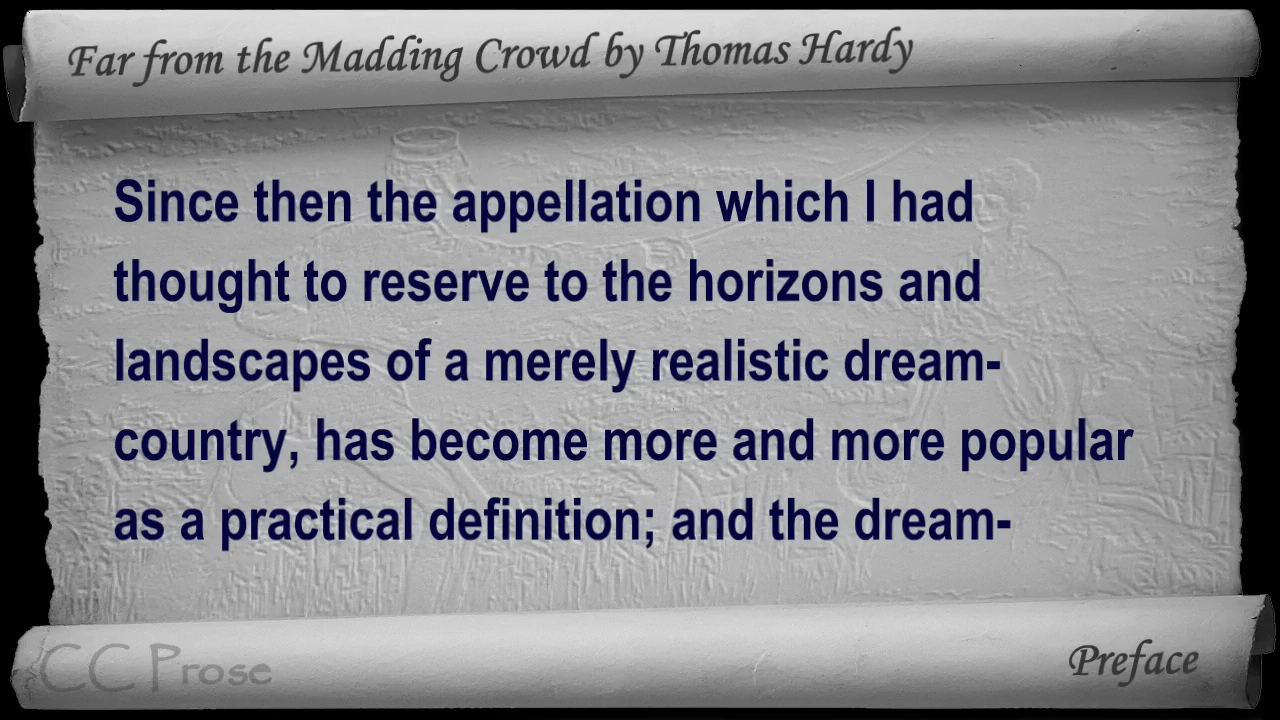 Far from the Madding Crowd by Thomas Hardy
Since then the appellation which I had
thought to reserve to the horizons and
landscapes of a merely realistic dream-
country, has become more and more popular
as a practical definition; and the dream-
CC Prose
Preface